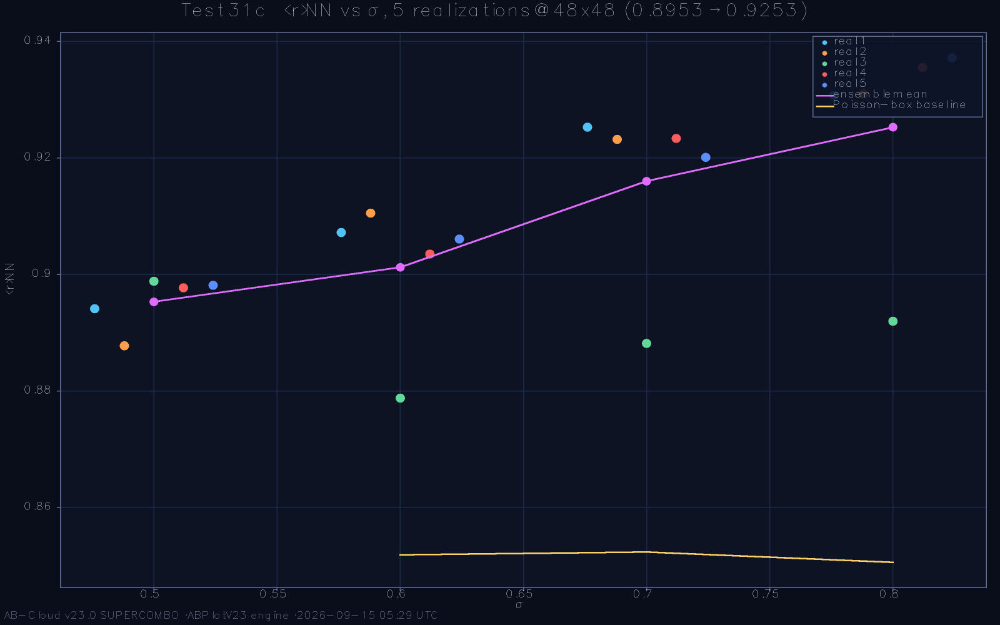 Test31c <r>NN vs σ, 5 realizations @ 48x48 (0.8953→0.9253)
0.94
0.92
0.9
0.88
0.86
<r>NN
real1
real2
real3
real4
real5
ensemble mean
Poisson-box baseline
0.5 0.55 0.6 0.65 0.7 0.75 0.8
σ
AB-Cloud v23.0 SUPERCOMBO · ABPlotV23 engine · 2026-09-15 05:29 UTC